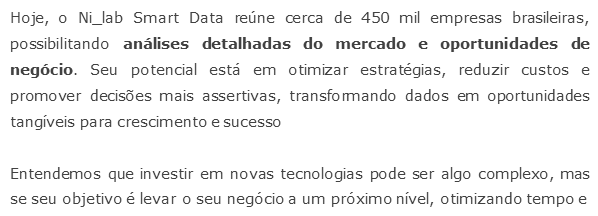 Hoje, o Ni_lab Smart Data reúne cerca de 450 mil empresas brasileiras,
possibilitando análises detalhadas do mercado e oportunidades de
negócio. Seu potencial está em otimizar estratégias, reduzir custos e
promover decisões mais assertivas, transformando dados em oportunidades
tangíveis para crescimento e sucesso
Entendemos que investir em novas tecnologias pode ser algo complexo, mas
se seu objetivo é levar o seu negócio a um próximo nível, otimizando tempo e